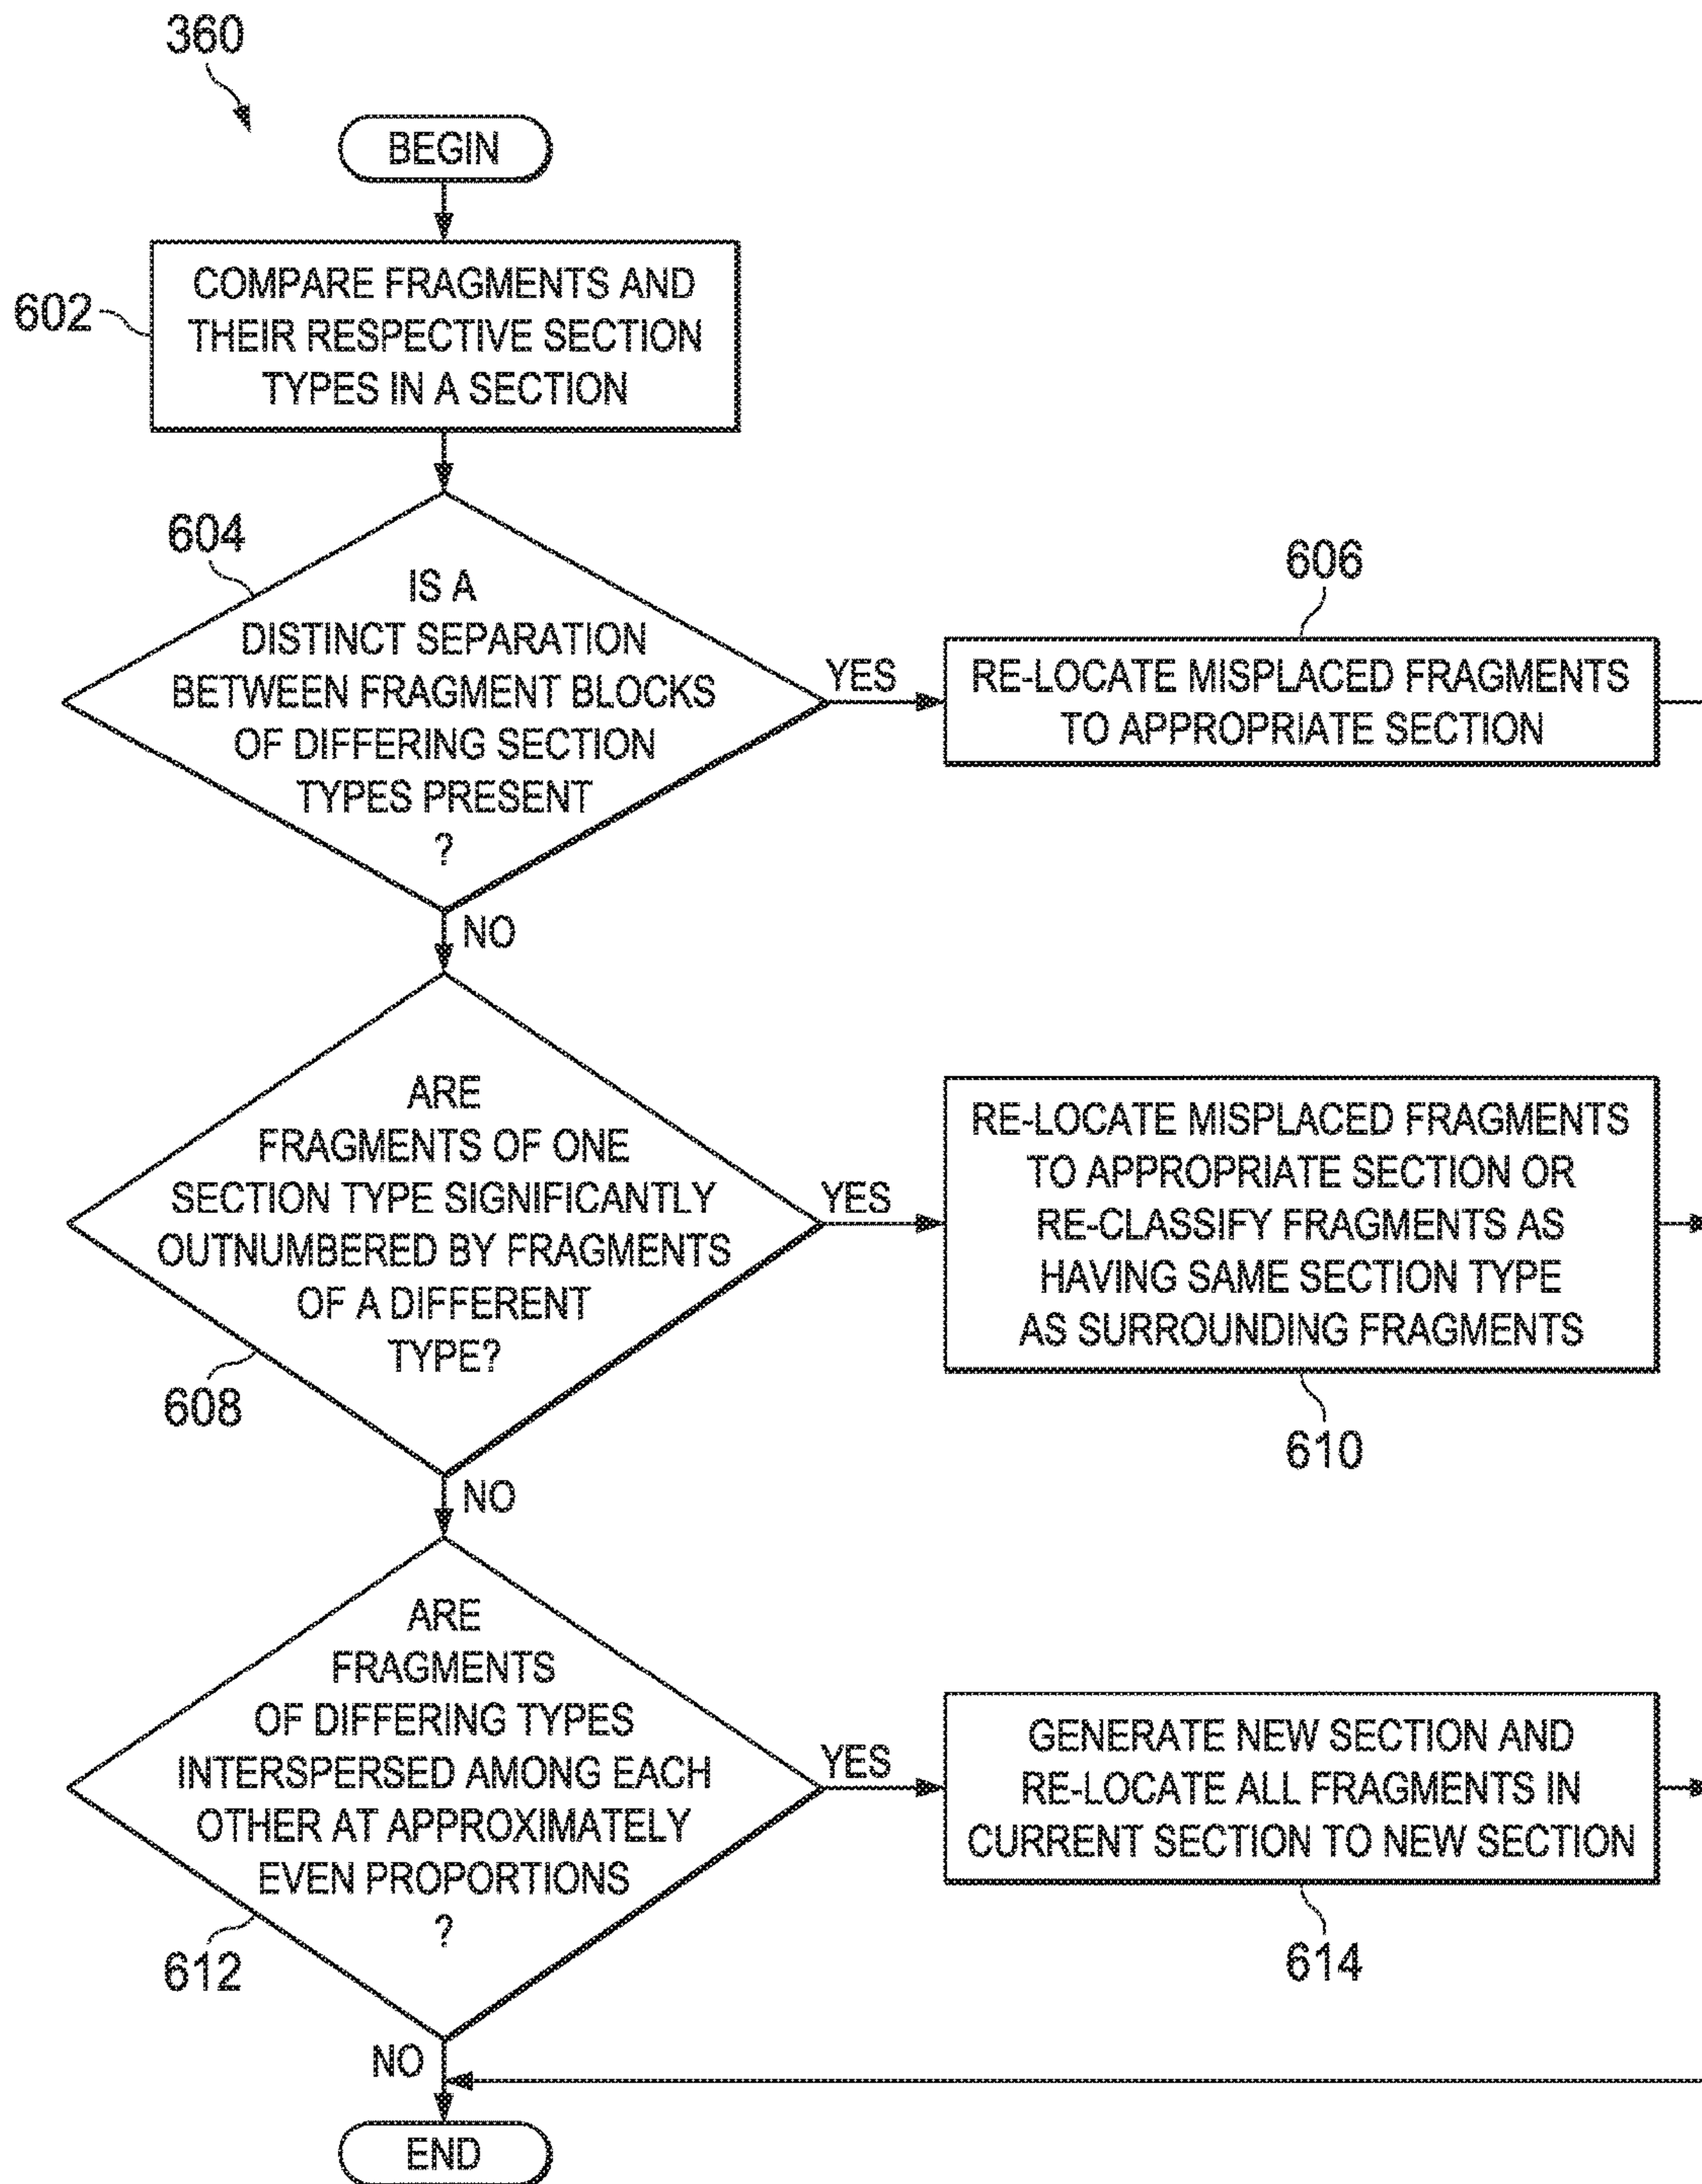 360
BEGIN
602
COMPARE FRAGMENTS AND
THEIR RESPECTIVE SECTION
TYPES IN A SECTION
604
IS A
DISTINCT SEPARATION
BETWEEN FRAGMENT BLOCKS
OF DIFFERING SECTION
TYPES PRESENT
?
YES
606
RE-LOCATE MISPLACED FRAGMENTS
TO APPROPRIATE SECTION
NO
ARE
FRAGMENTS OF ONE
SECTION TYPE SIGNIFICANTLY
OUTNUMBERED BY FRAGMENTS
OF A DIFFERENT
TYPE?
608
YES
RE-LOCATE MISPLACED FRAGMENTS
TO APPROPRIATE SECTION OR
RE-CLASSIFY FRAGMENTS AS
HAVING SAME SECTION TYPE
AS SURROUNDING FRAGMENTS
610
NO
ARE
FRAGMENTS
OF DIFFERING TYPES
INTERSPERSED AMONG EACH
OTHER AT APPROXIMATELY
EVEN PROPORTIONS
?
612
YES
GENERATE NEW SECTION AND
RE-LOCATE ALL FRAGMENTS IN
CURRENT SECTION TO NEW SECTION
614
NO
END